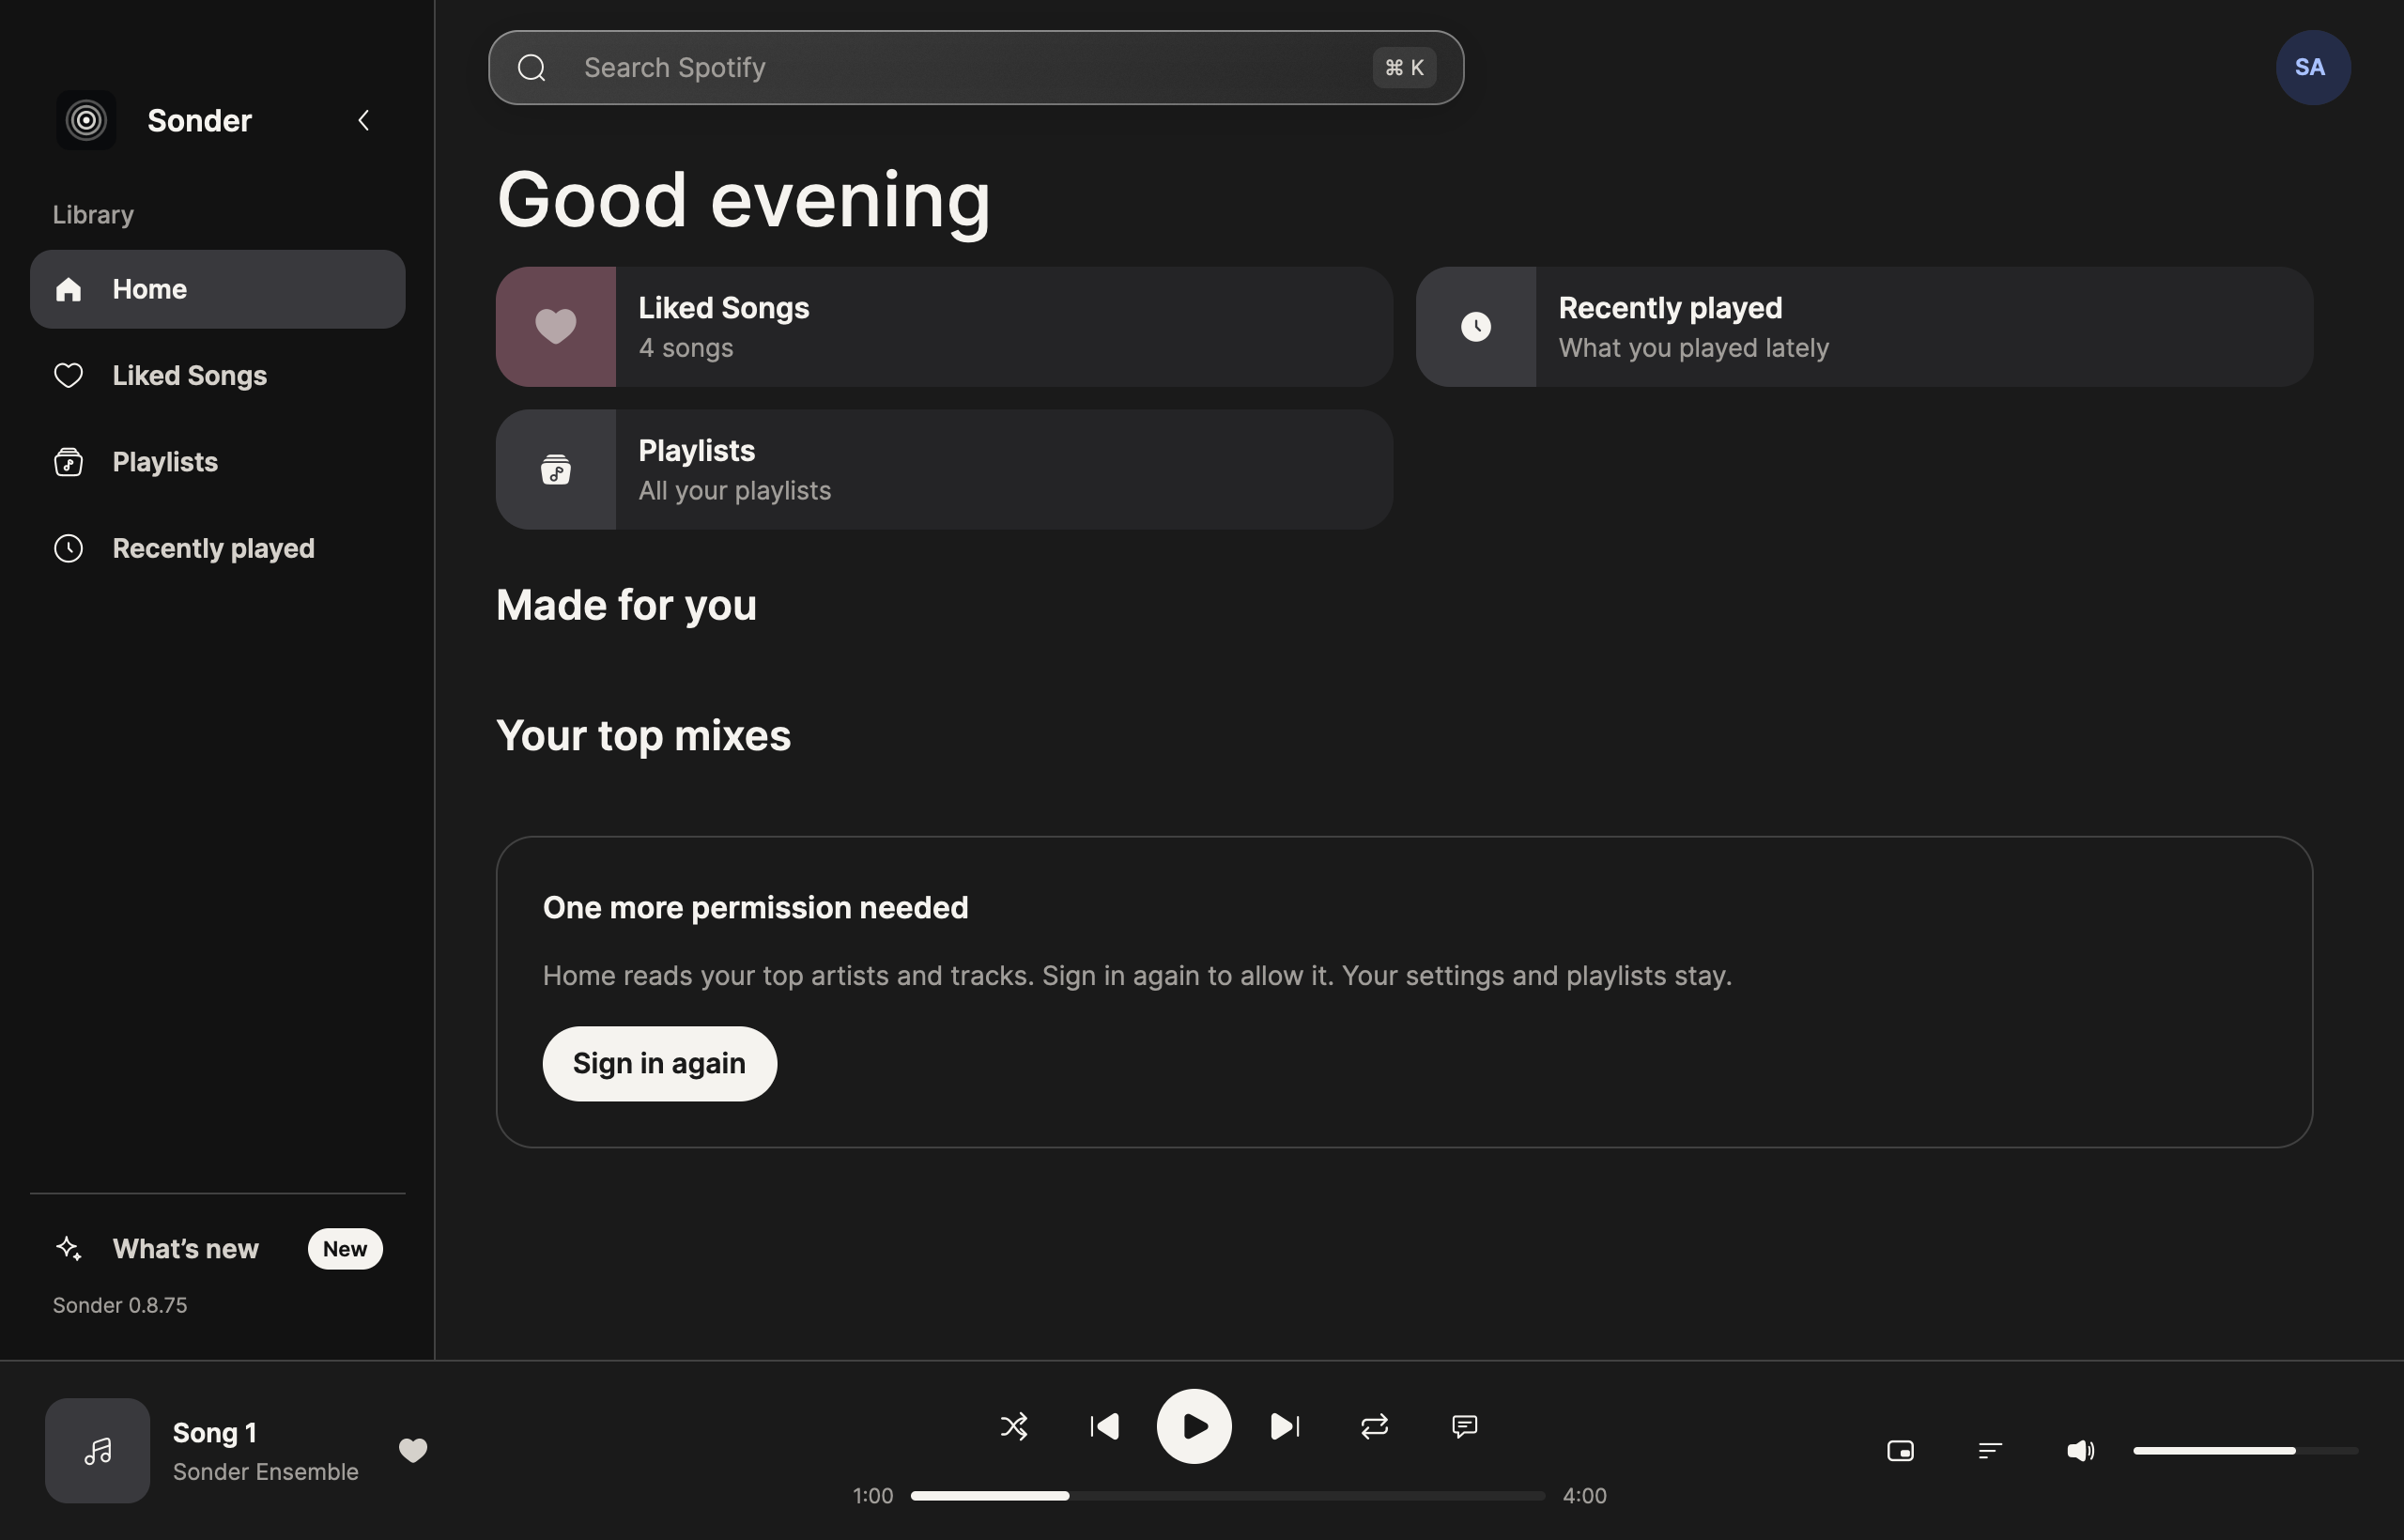 Search Spotify
⌘ K
SA
Sonder
Library
Home
Liked Songs
Playlists
Recently played
Good evening
Liked Songs
4 songs
Recently played
What you played lately
Playlists
All your playlists
Made for you
Your top mixes
One more permission needed
Home reads your top artists and tracks. Sign in again to allow it. Your settings and playlists stay.
Sign in again
What’s new
New
Sonder 0.8.75
Song 1
Sonder Ensemble
1:00
4:00